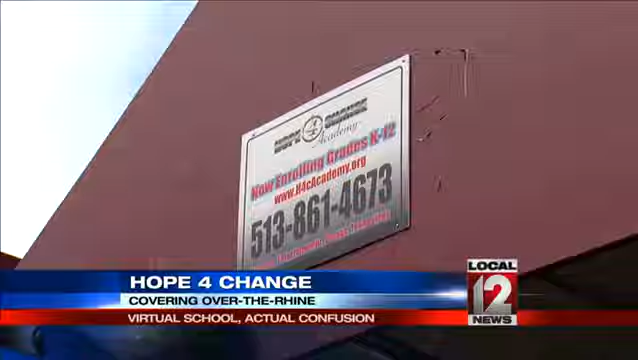 HOPE 4 CHANGE
Academy
Now Enrolling Grades K-12
www.H4cAcademy.org
513-861-4673
HOPE 4 CHANGE
COVERING OVER-THE-RHINE
VIRTUAL SCHOOL, ACTUAL CONFUSION
LOCAL
12
NEWS